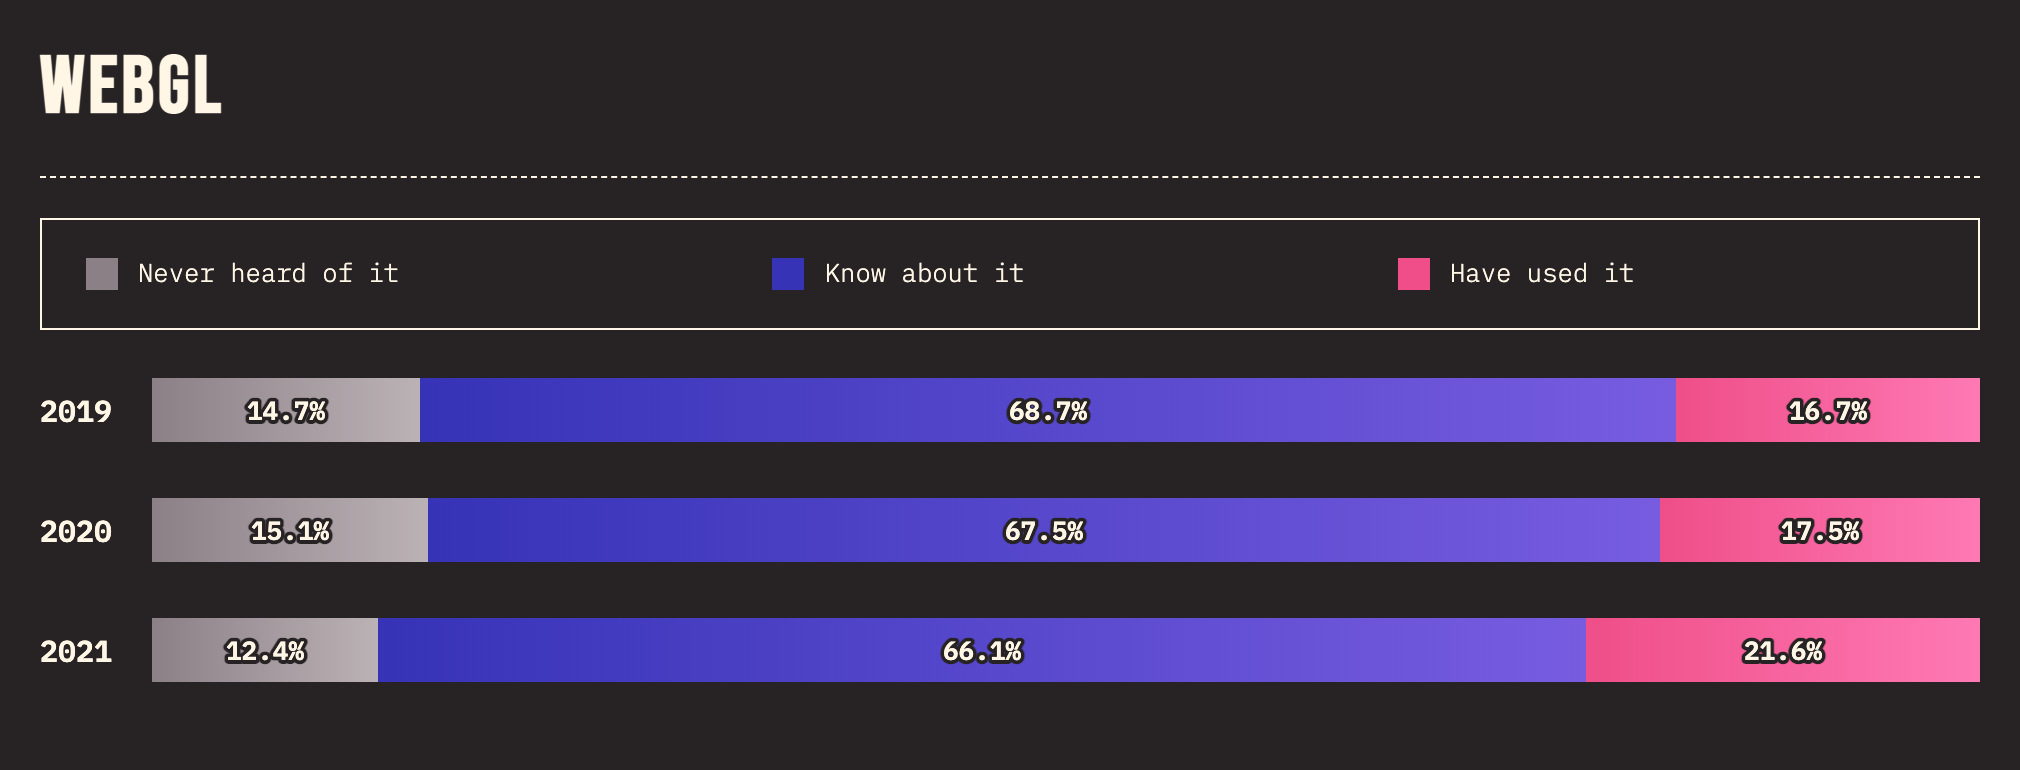 WEBGL
Never heard of it Know about it Have used it
2019 14.7% 68.7% 16.7%
2020 15.1% 67.5% 17.5%
2021 12.4% 66.1% 21.6%